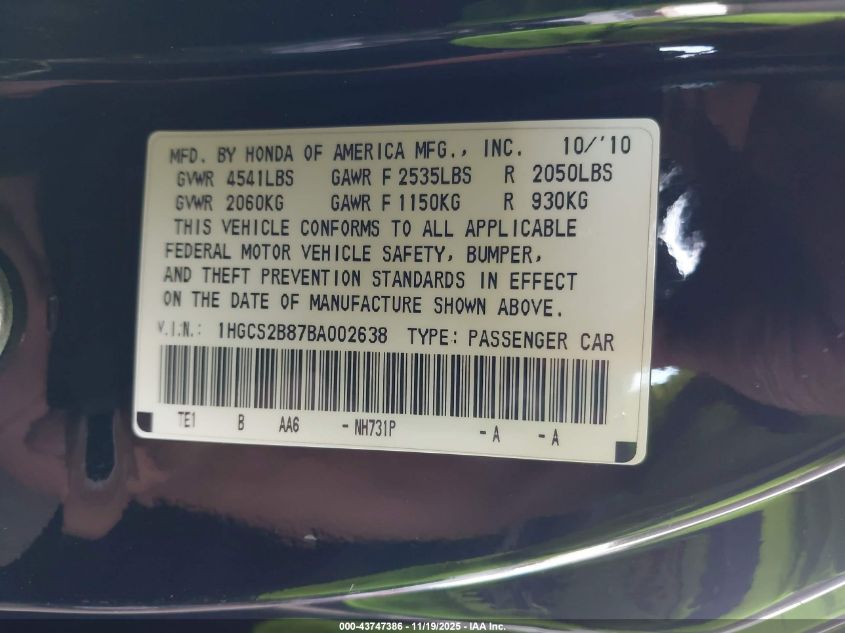 MFD. BY HONDA OF AMERICA MFG., INC. 10/'10
GVWR 4541LBS GAWR F 2535LBS R 2050LBS
GVWR 2060KG GAWR F 1150KG R 930KG
THIS VEHICLE CONFORMS TO ALL APPLICABLE
FEDERAL MOTOR VEHICLE SAFETY, BUMPER,
AND THEFT PREVENTION STANDARDS IN EFFECT
ON THE DATE OF MANUFACTURE SHOWN ABOVE.
V.I.N.: 1HGCS2B87BA002638 TYPE: PASSENGER CAR
TE1 B AA6 - NH731P - A - A
000-43747386 - 11/19/2025 - IAA Inc.